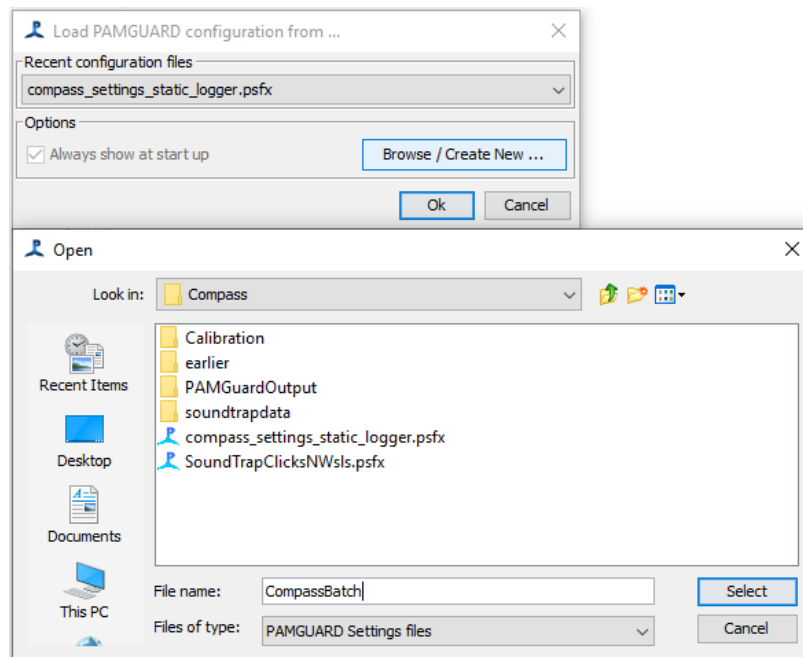 Load PAMGUARD configuration from ...
Recent configuration files
compass_settings_static_logger.psfx
Options
Always show at start up
Browse / Create New ...
Ok
Cancel
Open
Look in:
Compass
Recent Items
Desktop
Documents
This PC
Calibration
earlier
PAMGuardOutput
soundtrapdata
compass_settings_static_logger.psfx
SoundTrapClicksNWsls.psfx
File name:
CompassBatch
Select
Files of type:
PAMGUARD Settings files
Cancel